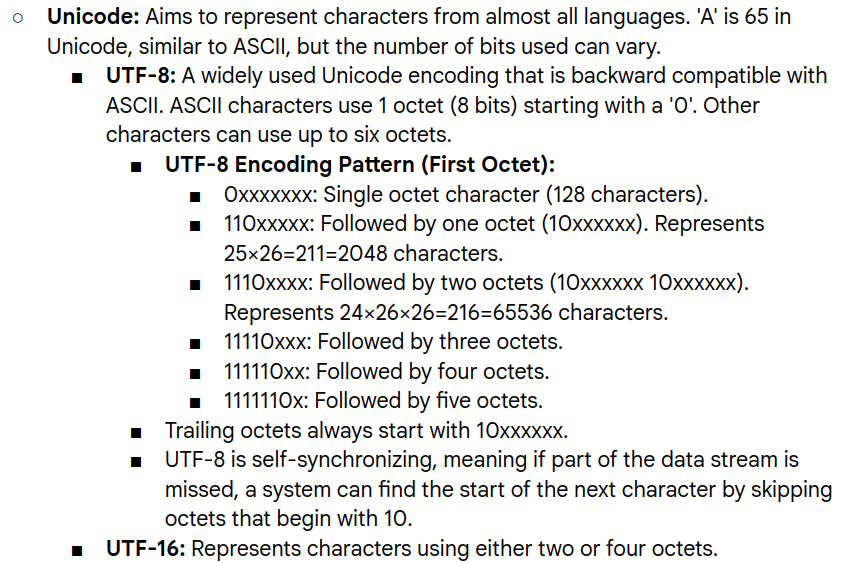 ○ Unicode: Aims to represent characters from almost all languages. 'A' is 65 in
Unicode, similar to ASCII, but the number of bits used can vary.
■ UTF-8: A widely used Unicode encoding that is backward compatible with
ASCII. ASCII characters use 1 octet (8 bits) starting with a '0'. Other
characters can use up to six octets.
■ UTF-8 Encoding Pattern (First Octet):
■ 0xxxxxxx: Single octet character (128 characters).
■ 110xxxxx: Followed by one octet (10xxxxxx). Represents
25×26=211=2048 characters.
■ 1110xxxx: Followed by two octets (10xxxxxx 10xxxxxx).
Represents 24×26×26=216=65536 characters.
■ 11110xxx: Followed by three octets.
■ 111110xx: Followed by four octets.
■ 1111110x: Followed by five octets.
■ Trailing octets always start with 10xxxxxx.
■ UTF-8 is self-synchronizing, meaning if part of the data stream is
missed, a system can find the start of the next character by skipping
octets that begin with 10.
■ UTF-16: Represents characters using either two or four octets.